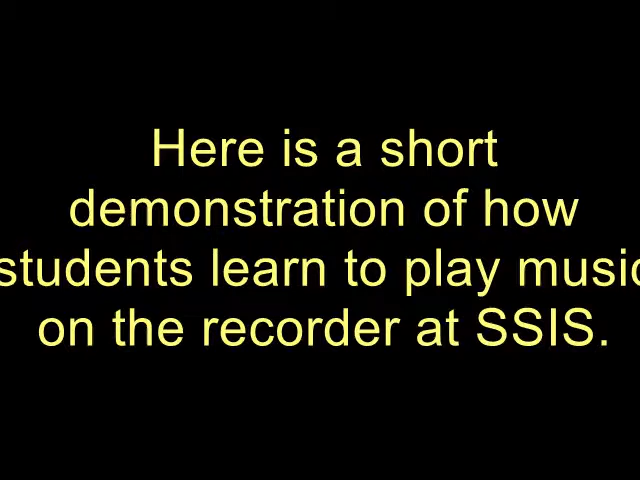 Here is a short
demonstration of how
students learn to play music
on the recorder at SSIS.